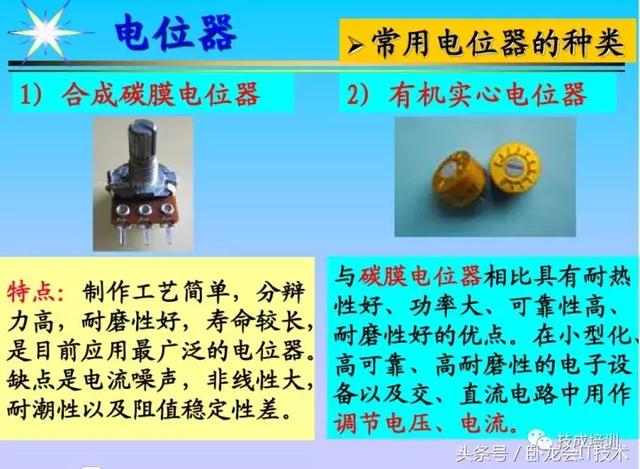 电位器
➢常用电位器的种类
1）合成碳膜电位器
2）有机实心电位器
特点：制作工艺简单，分辩
力高，耐磨性好，寿命较长，
是目前应用最广泛的电位器。
缺点是电流噪声，非线性大，
耐潮性以及阻值稳定性差。
与碳膜电位器相比具有耐热
性好、功率大、可靠性高、
耐磨性好的优点。在小型化、
高可靠、高耐磨性的电子设
备以及交、直流电路中用作
调节电压、电流。
技成培训
头条号／卧龙会IT技术